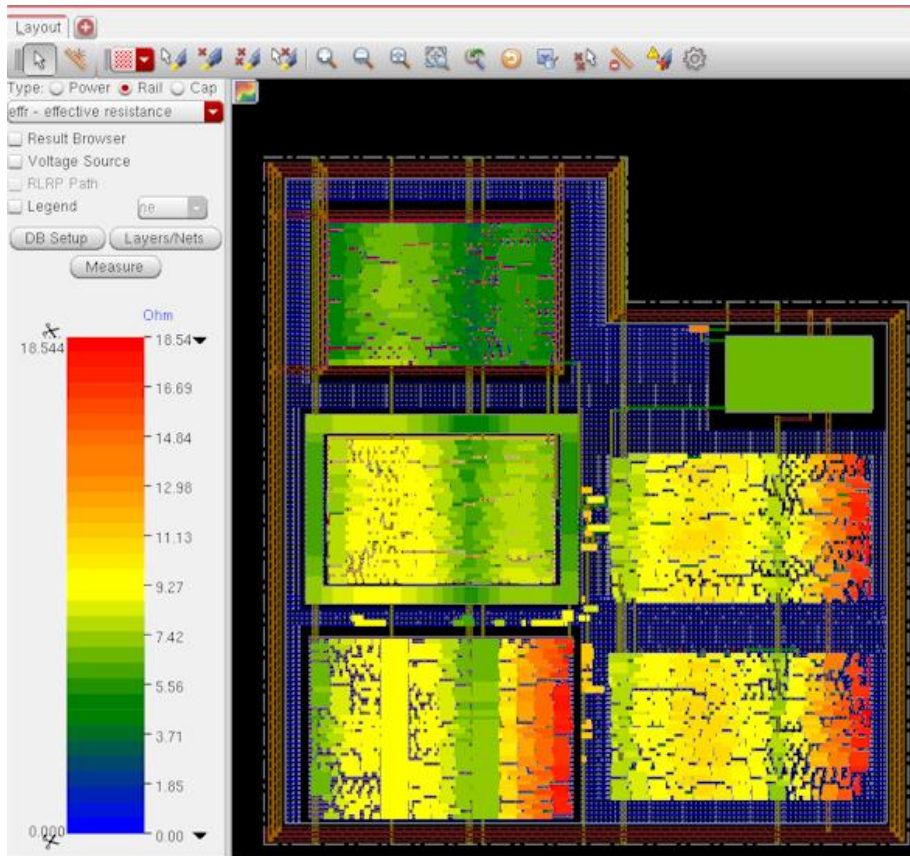 Layout
Type: Power Rail Cap
effr - effective resistance
Result Browser
Voltage Source
RLRP Path
Legend ne
DB Setup Layers/Nets
Measure
Ohm
18.544
18.54
16.69
14.84
12.98
11.13
9.27
7.42
5.56
3.71
1.85
0.000
0.00